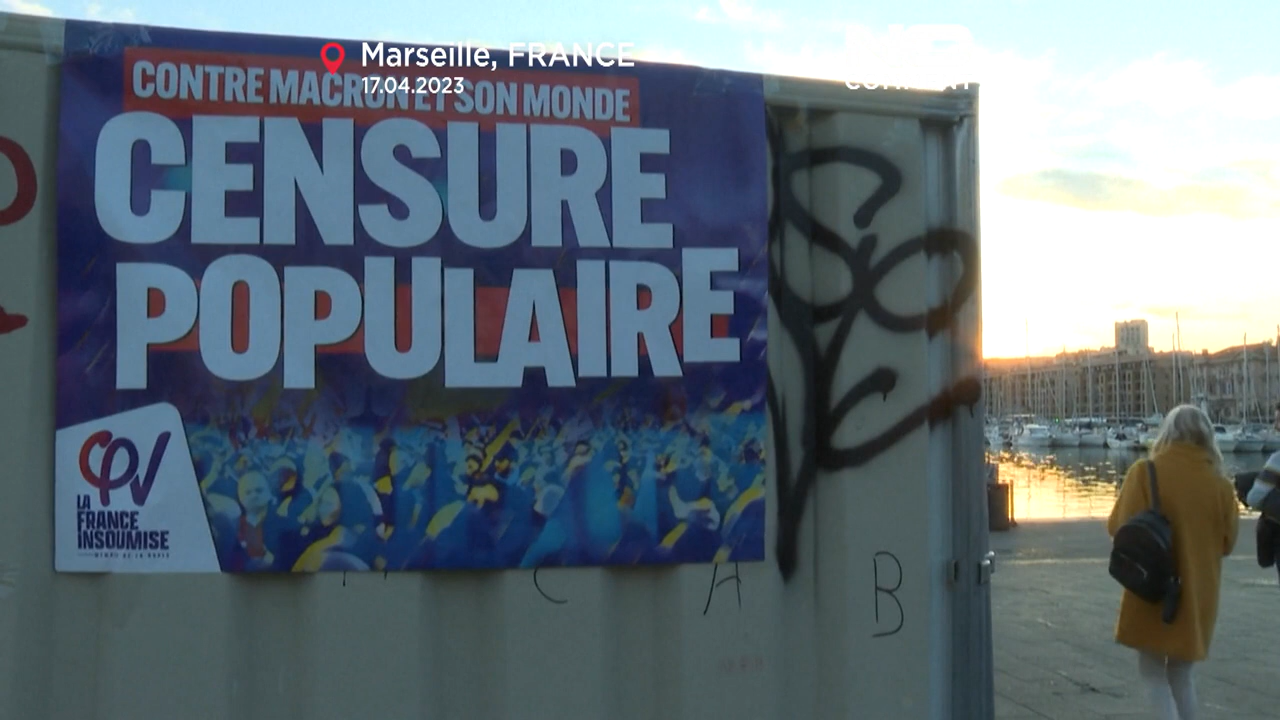 Marseille, FRANCE
17.04.2023
CONTRE MACRON ET SON MONDE
CENSURE
POPULAIRE
LA
FRANCE
INSOUMISE
C A B